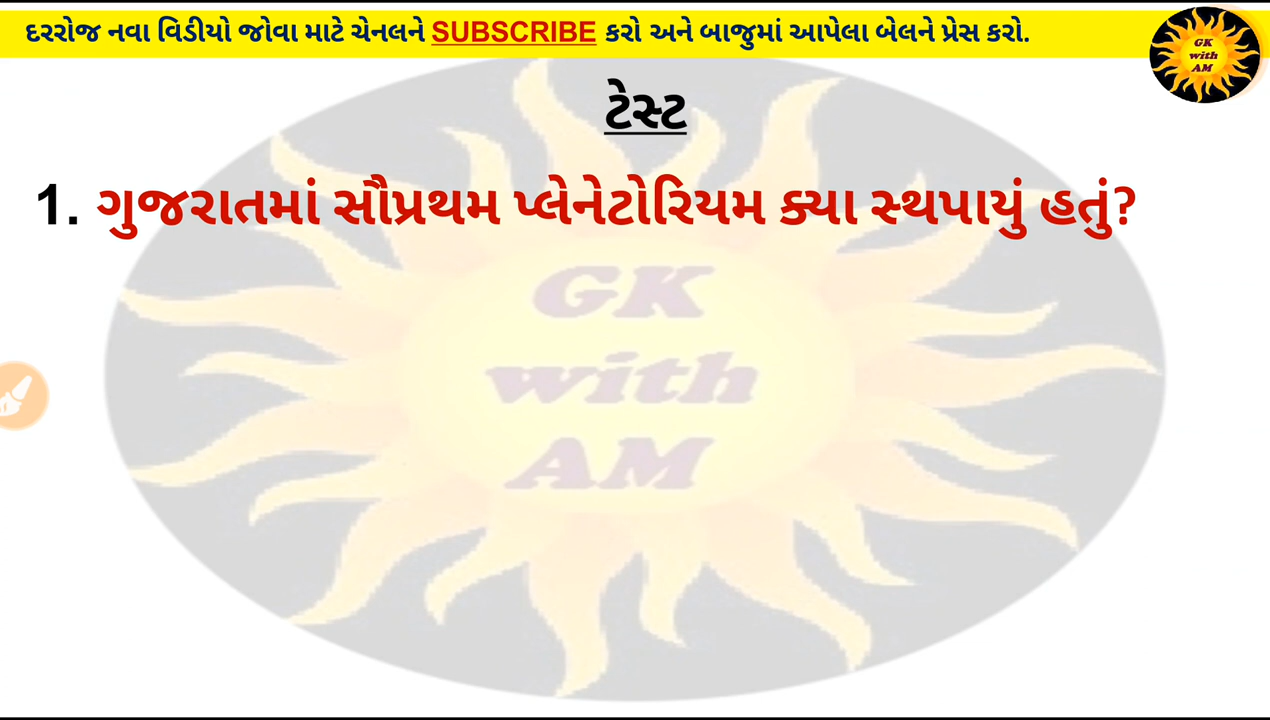 દરરોજ નવા વિડીયો જોવા માટે ચેનલને SUBSCRIBE કરો અને બાજુમાં આપેલા બેલને પ્રેસ કરો.
GK
with
AM
ટેસ્ટ
1. ગુજરાતમાં સૌપ્રથમ પ્લેનેટોરિયમ ક્યા સ્થપાયું હતું?
GK
with
AM